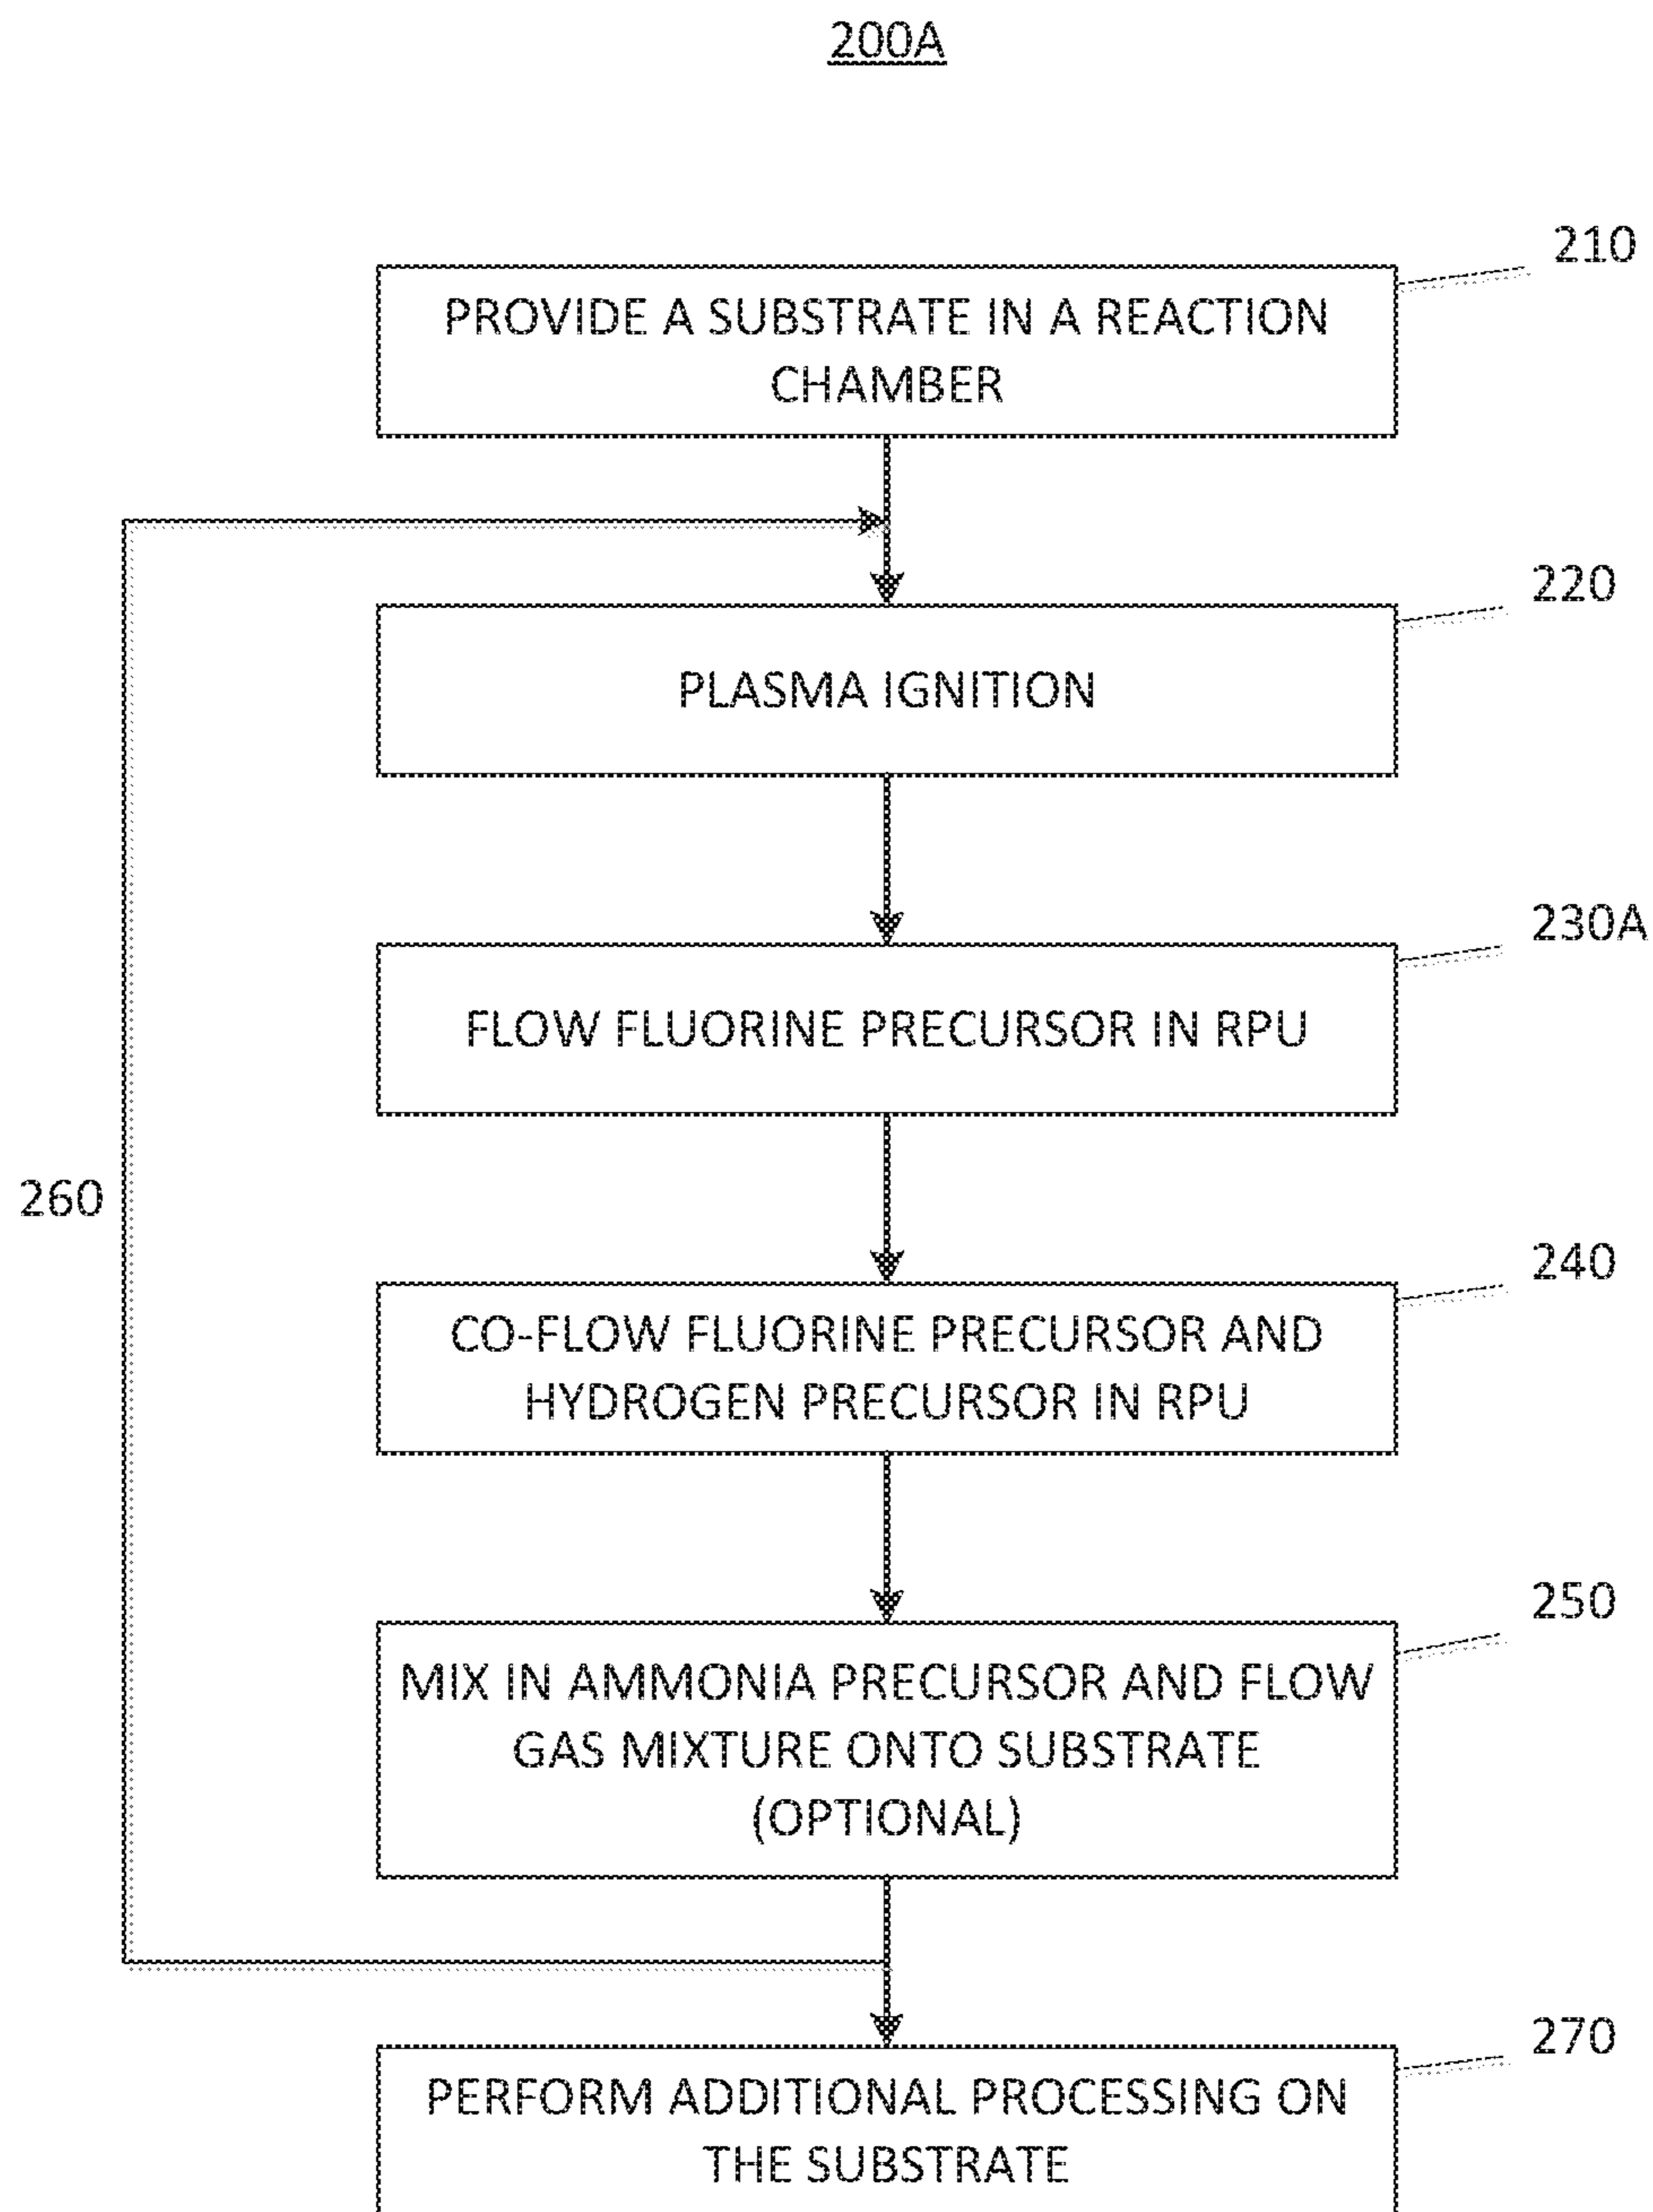 200A
210
PROVIDE A SUBSTRATE IN A REACTION
CHAMBER
220
PLASMA IGNITION
230A
FLOW FLUORINE PRECURSOR IN RPU
260
240
CO-FLOW FLUORINE PRECURSOR AND
HYDROGEN PRECURSOR IN RPU
250
MIX IN AMMONIA PRECURSOR AND FLOW
GAS MIXTURE ONTO SUBSTRATE
(OPTIONAL)
270
PERFORM ADDITIONAL PROCESSING ON
THE SUBSTRATE